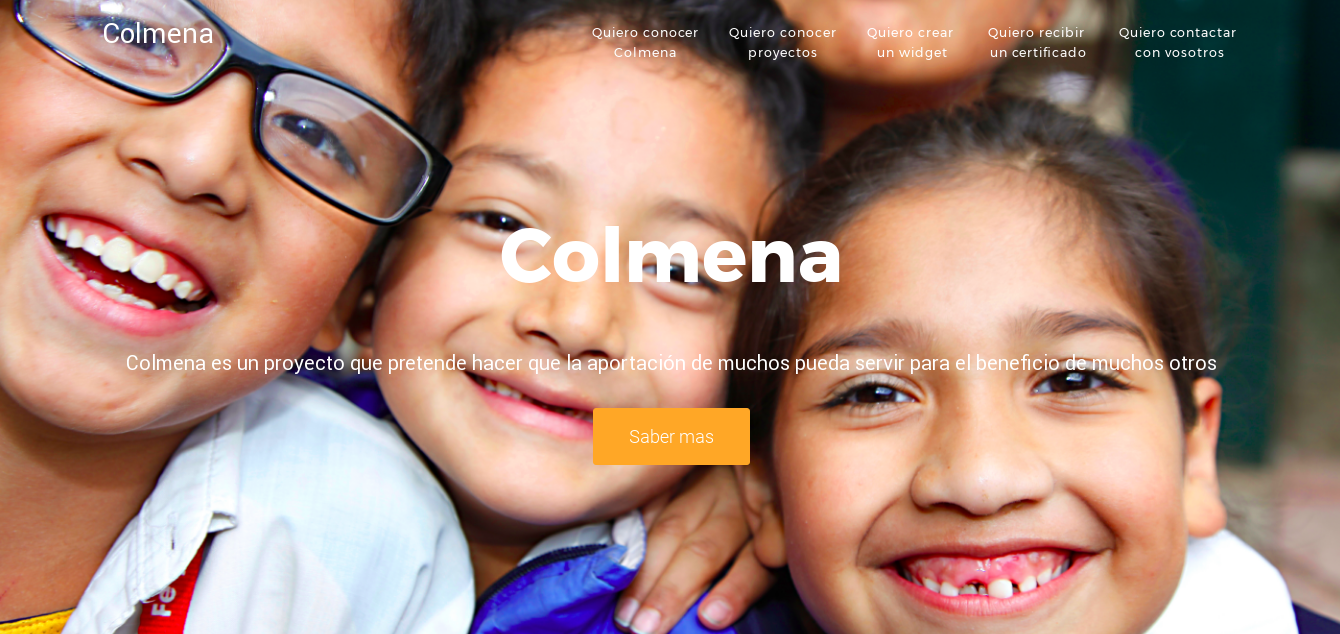 Colmena
Quiero conocer
Colmena
Quiero conocer
proyectos
Quiero crear
un widget
Quiero recibir
un certificado
Quiero contactar
con vosotros
Colmena
Colmena es un proyecto que pretende hacer que la aportación de muchos pueda servir para el beneficio de muchos otros
Saber mas
Fe